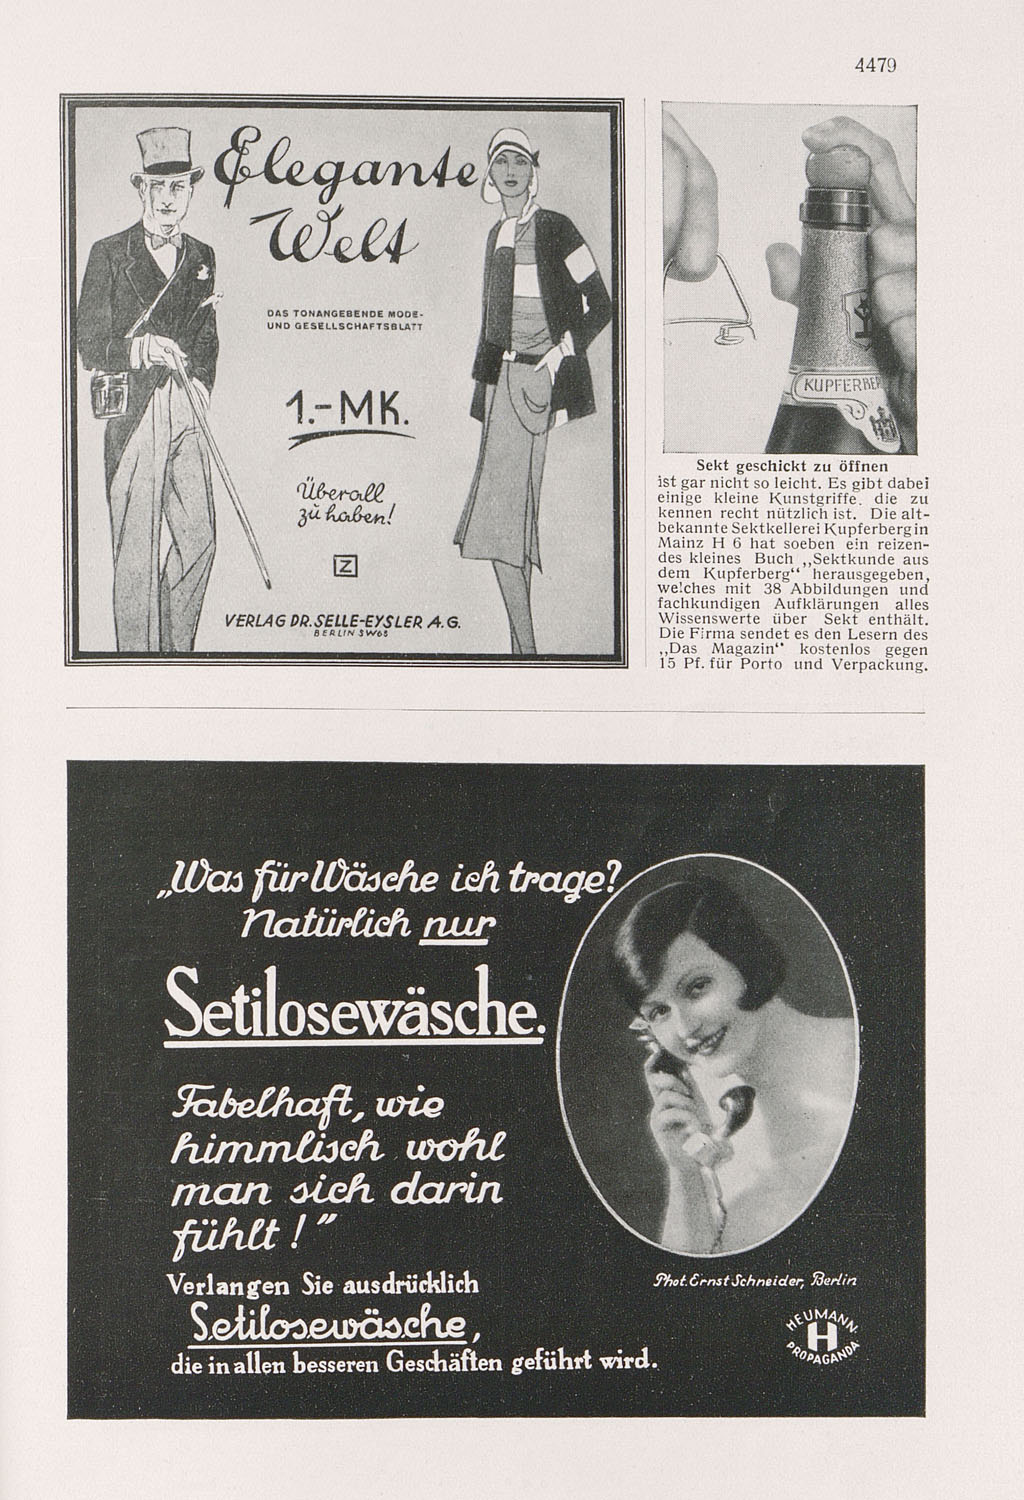 4479
Elegante
Welt
DAS TONANGEBENDE MODE-
UND GESELLSCHAFTSBLATT
1.-MK.
Überall
zu haben!
Z
VERLAG DR. SELLE-EYSLER A.G.
BERLIN SW68
KUPFERBER
Sekt geschickt zu öffnen
ist gar nicht so leicht. Es gibt dabei
einige kleine Kunstgriffe, die zu
kennen recht nützlich ist. Die alt-
bekannte Sektkellerei Kupferberg in
Mainz H 6 hat soeben ein reizen-
des kleines Buch „Sektkunde aus
dem Kupferberg“ herausgegeben,
welches mit 38 Abbildungen und
fachkundigen Aufklärungen alles
Wissenswerte über Sekt enthält.
Die Firma sendet es den Lesern des
„Das Magazin“ kostenlos gegen
15 Pf. für Porto und Verpackung.
„Was für Wäsche ich trage?
Natürlich nur
Setilosewäsche.
Fabelhaft, wie
himmlisch wohl
man sich darin
fühlt!”
Verlangen Sie ausdrücklich
Setilosewäsche,
die in allen besseren Geschäften geführt wird.
Phot. Ernst Schneider, Berlin
HEUMANN-
H
PROPAGANDA